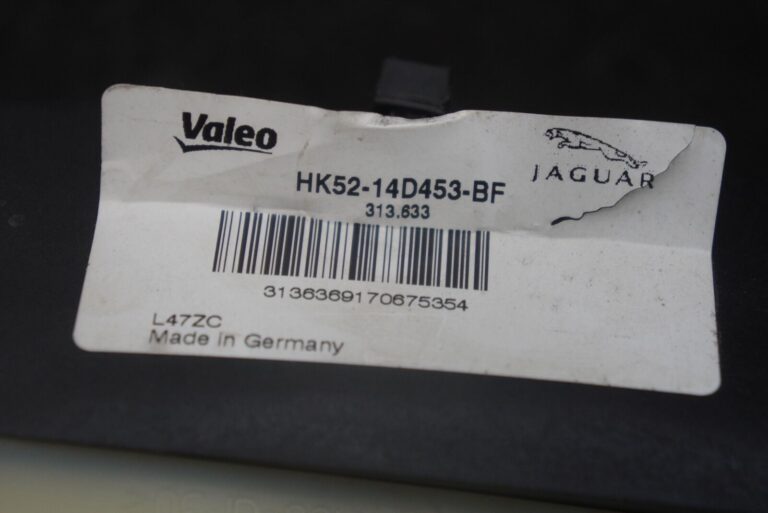 Valeo
JAGUAR
HK52-14D453-BF
313.633
3136369170675354
L47ZC
Made in Germany